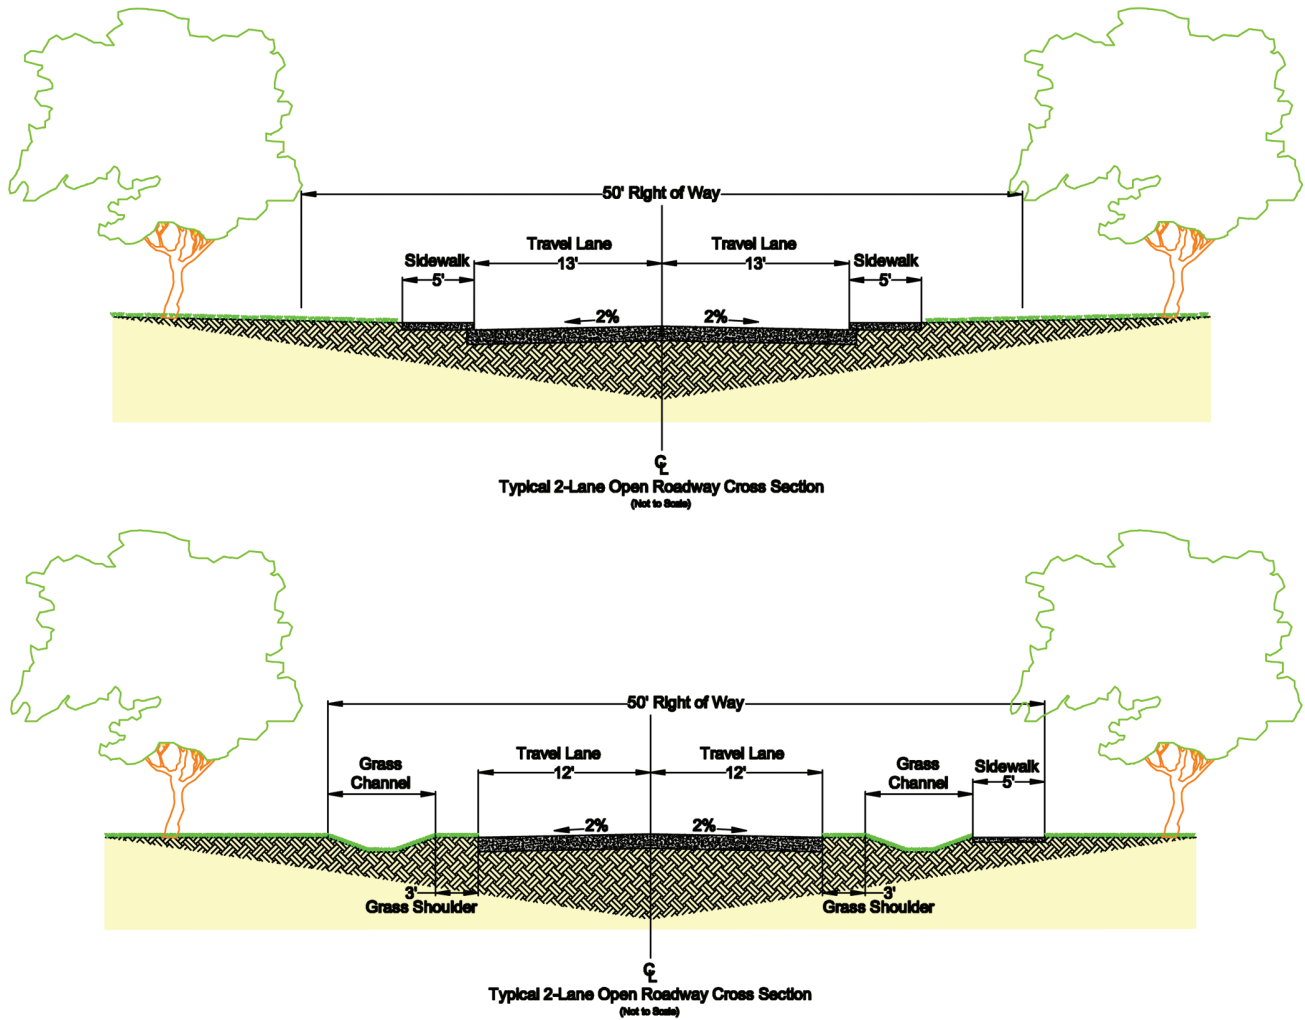 50' Right of Way
Travel Lane
Travel Lane
13'
13'
Sidewalk
Sidewalk
5'
5'
2%
2%
℄
Typical 2-Lane Open Roadway Cross Section
(Not to Scale)
50' Right of Way
Travel Lane
Travel Lane
12'
12'
Grass
Channel
Grass
Channel
Sidewalk
5'
2%
2%
3'
Grass Shoulder
3'
Grass Shoulder
℄
Typical 2-Lane Open Roadway Cross Section
(Not to Scale)